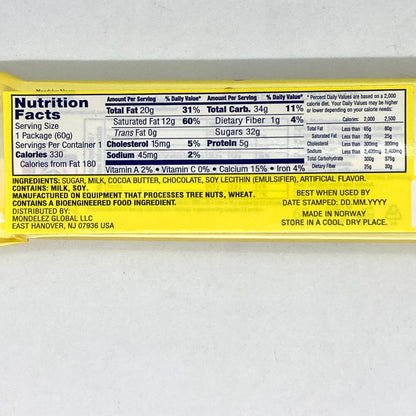 Nutrition Facts
Serving Size
1 Package (60g)
Servings Per Container 1
Calories 330
Calories from Fat 180
Amount Per Serving % Daily Value*
Total Fat 20g 31%
Saturated Fat 12g 60%
Trans Fat 0g
Cholesterol 15mg 5%
Sodium 45mg 2%
Amount Per Serving % Daily Value*
Total Carb. 34g 11%
Dietary Fiber 1g 4%
Sugars 32g
Protein 5g
Vitamin A 2% • Vitamin C 0% • Calcium 15% • Iron 4%
* Percent Daily Values are based on a 2,000
calorie diet. Your Daily Values may be higher
or lower depending on your calorie needs:
Calories: 2,000 2,500
Total Fat Less than 65g 80g
Saturated Fat Less than 20g 25g
Cholesterol Less than 300mg 300mg
Sodium Less than 2,400mg 2,400mg
Total Carbohydrate 300g 375g
Dietary Fiber 25g 30g
INGREDIENTS: SUGAR, MILK, COCOA BUTTER, CHOCOLATE, SOY LECITHIN (EMULSIFIER), ARTIFICIAL FLAVOR.
CONTAINS: MILK, SOY.
MANUFACTURED ON EQUIPMENT THAT PROCESSES TREE NUTS, WHEAT.
CONTAINS A BIOENGINEERED FOOD INGREDIENT.
DISTRIBUTED BY:
MONDELEZ GLOBAL LLC
EAST HANOVER, NJ 07936 USA
BEST WHEN USED BY
DATE STAMPED: DD.MM.YYYY
MADE IN NORWAY
STORE IN A COOL, DRY PLACE.